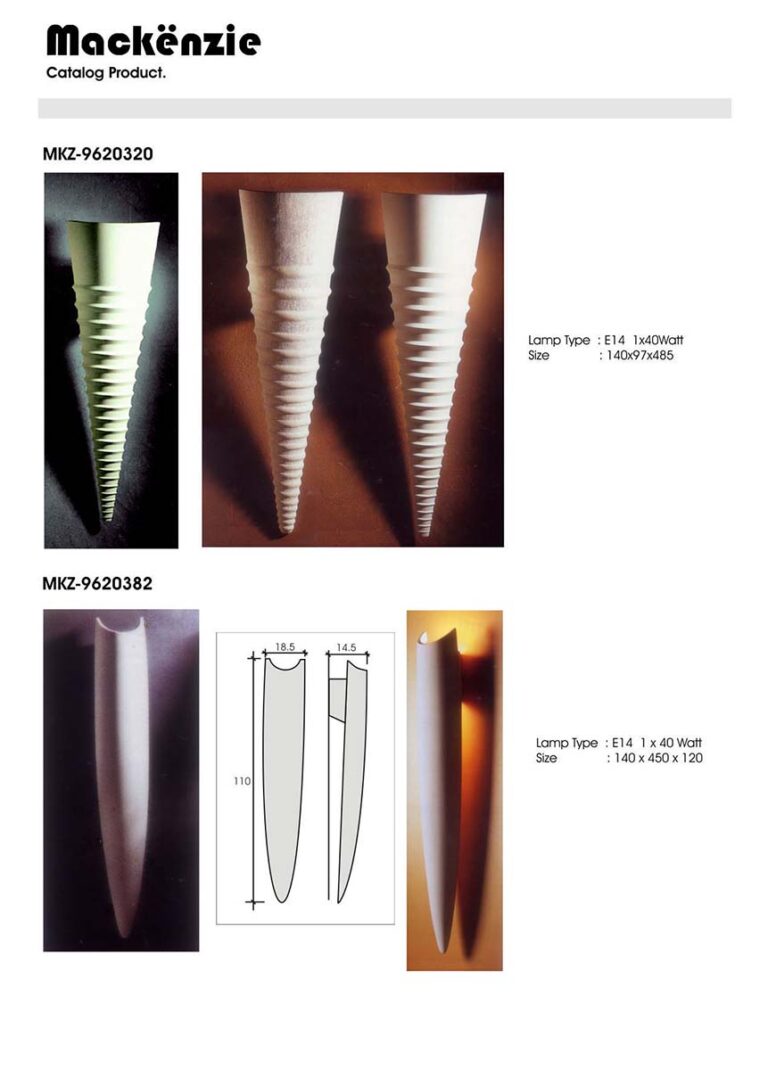 Mackënzie
Catalog Product.
MKZ-9620320
Lamp Type : E14 1x40Watt
Size : 140x97x485
MKZ-9620382
18.5
14.5
110
Lamp Type : E14 1 x 40 Watt
Size : 140 x 450 x 120